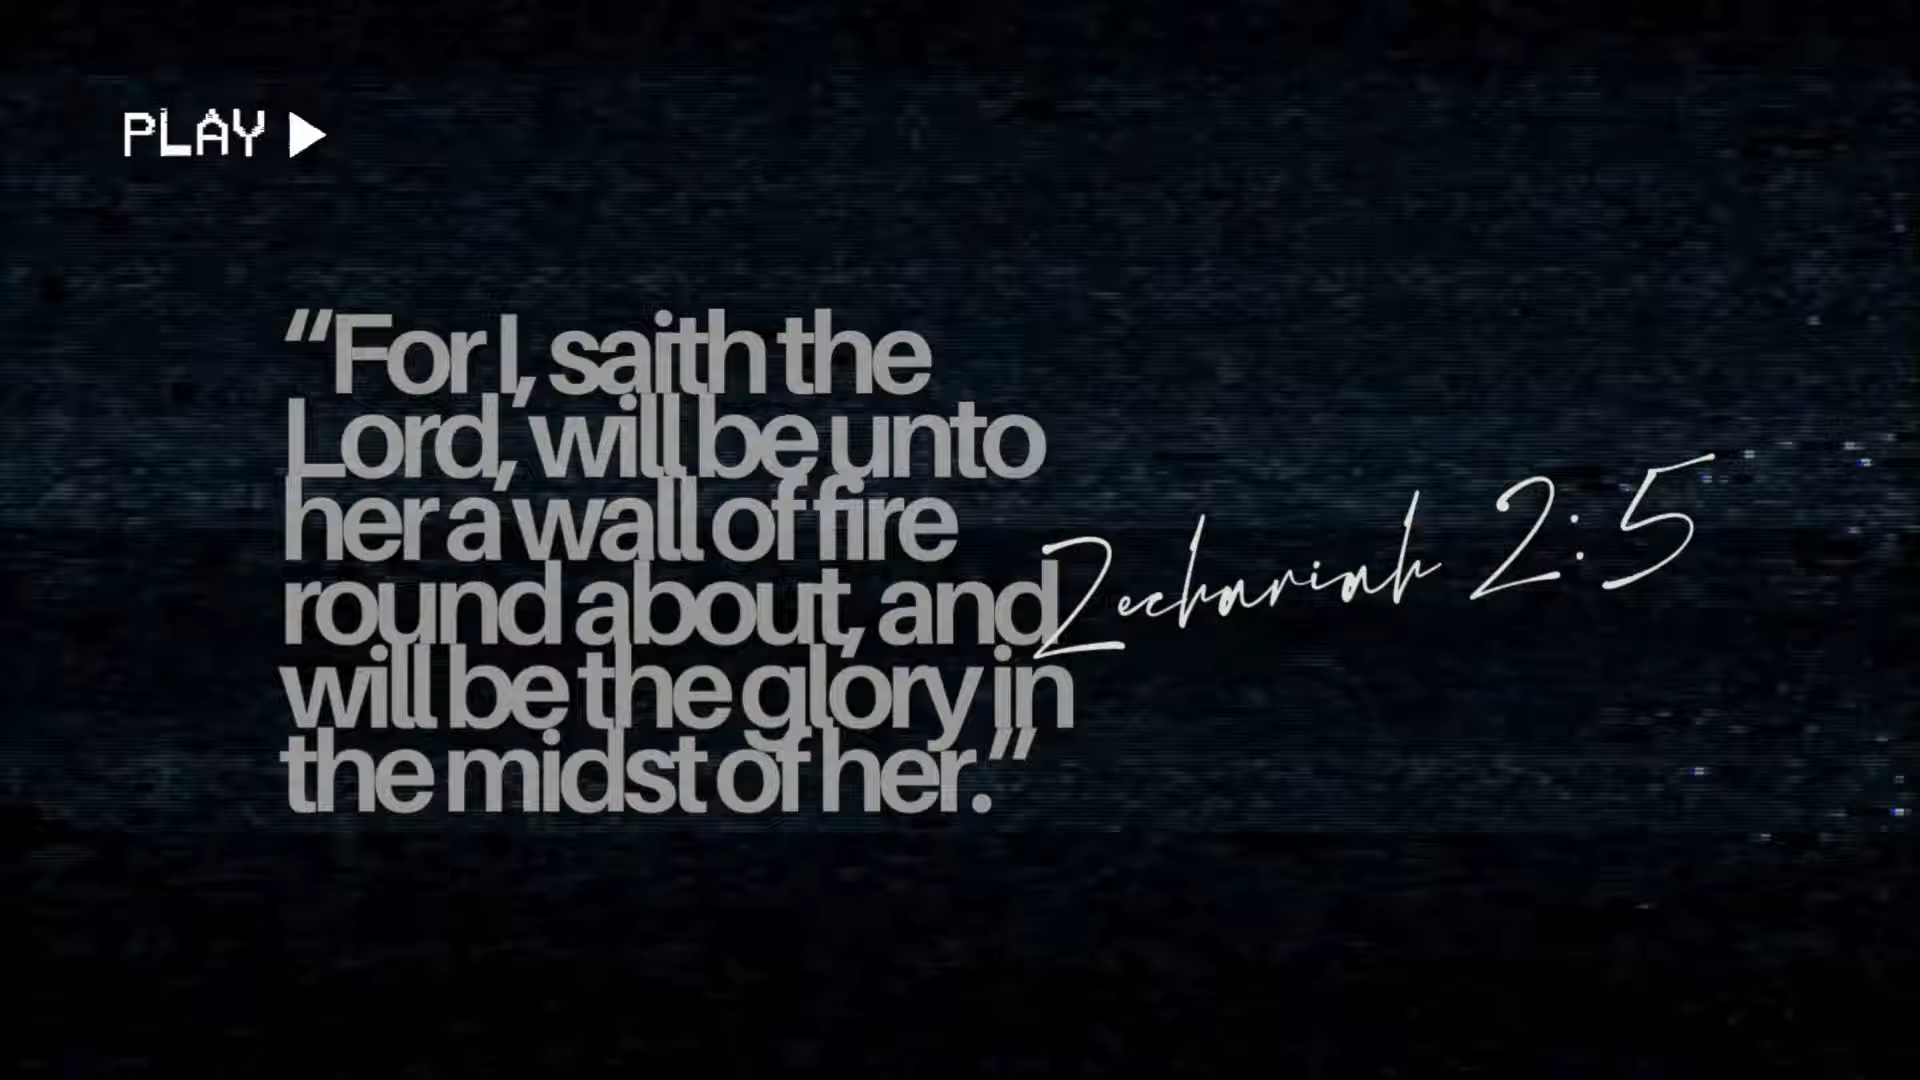 PLAY
“For I, saith the
Lord, will be unto
her a wall of fire
round about, and
will be the glory in
the midst of her.”
Zechariah 2:5